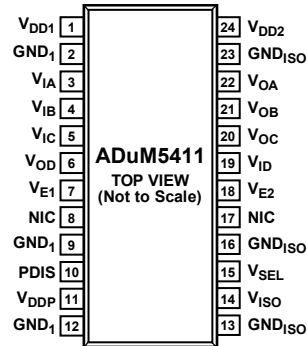 VDD1 1 24 VDD2
GND1 2 23 GNDISO
VIA 3 22 VOA
VIB 4 21 VOB
VIC 5 20 VOC
VOD 6 19 VID
VE1 7 18 VE2
NIC 8 17 NIC
GND1 9 16 GNDISO
PDIS 10 15 VSEL
VDDP 11 14 VISO
GND1 12 13 GNDISO
ADuM5411
TOP VIEW
(Not to Scale)